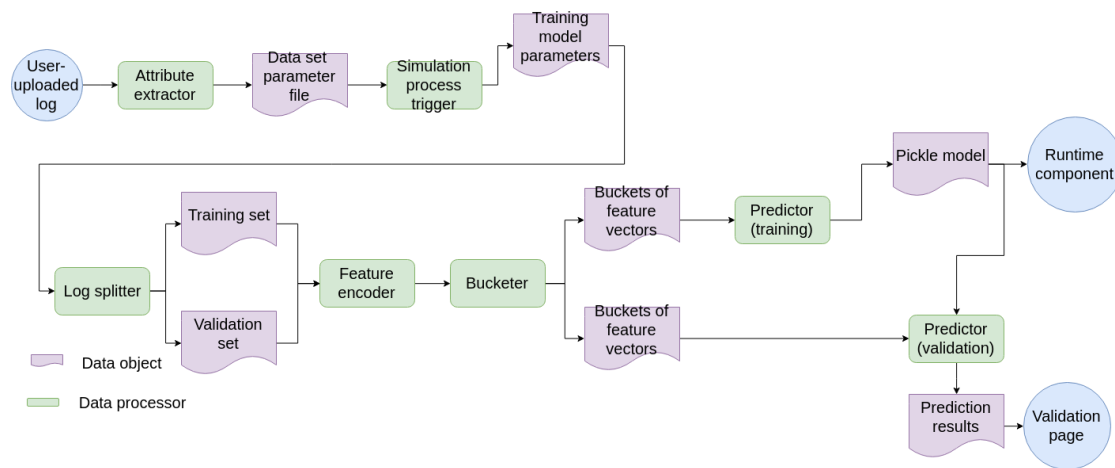 User-
uploaded
log
Attribute
extractor
Data set
parameter
file
Simulation
process
trigger
Training
model
parameters
Pickle model
Runtime
component
Training set
Buckets of
feature
vectors
Predictor
(training)
Log splitter
Feature
encoder
Bucketer
Validation
set
Buckets of
feature
vectors
Predictor
(validation)
Data object
Data processor
Prediction
results
Validation
page